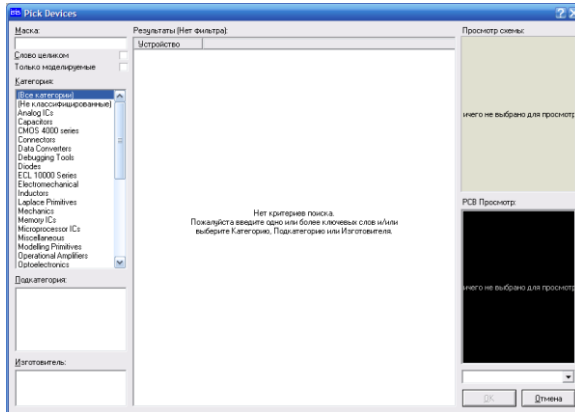 Pick Devices
Маска:
Слово целиком
Только моделируемые
Категория:
(Все категории)
(Не классифицированные)
Analog ICs
Capacitors
CMOS 4000 series
Connectors
Data Converters
Debugging Tools
Diodes
ECL 10000 Series
Electromechanical
Inductors
Laplace Primitives
Mechanics
Memory ICs
Microprocessor ICs
Miscellaneous
Modelling Primitives
Operational Amplifiers
Optoelectronics
Подкатегория:
Изготовитель:
Результаты (Нет фильтра):
Устройство
Нет критериев поиска.
Пожалуйста введите одно или более ключевых слов и/или
выберите Категорию, Подкатегорию или Изготовителя.
Просмотр схемы:
ичего не выбрано для просмотр
PCB Просмотр:
ичего не выбрано для просмотр
OK
Отмена